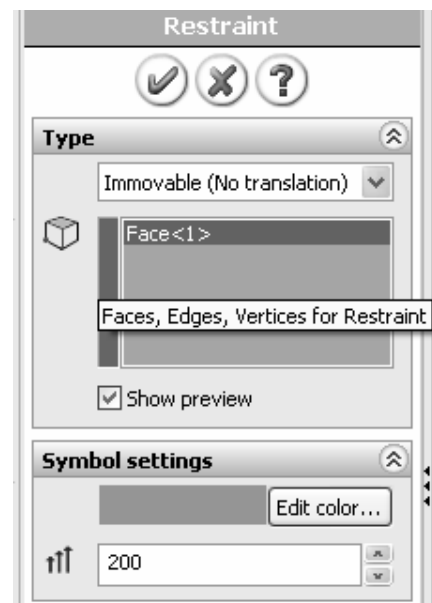 Restraint
?
Type
Immovable (No translation)
Face<1>
Faces, Edges, Vertices for Restraint
Show preview
Symbol settings
Edit color...
200